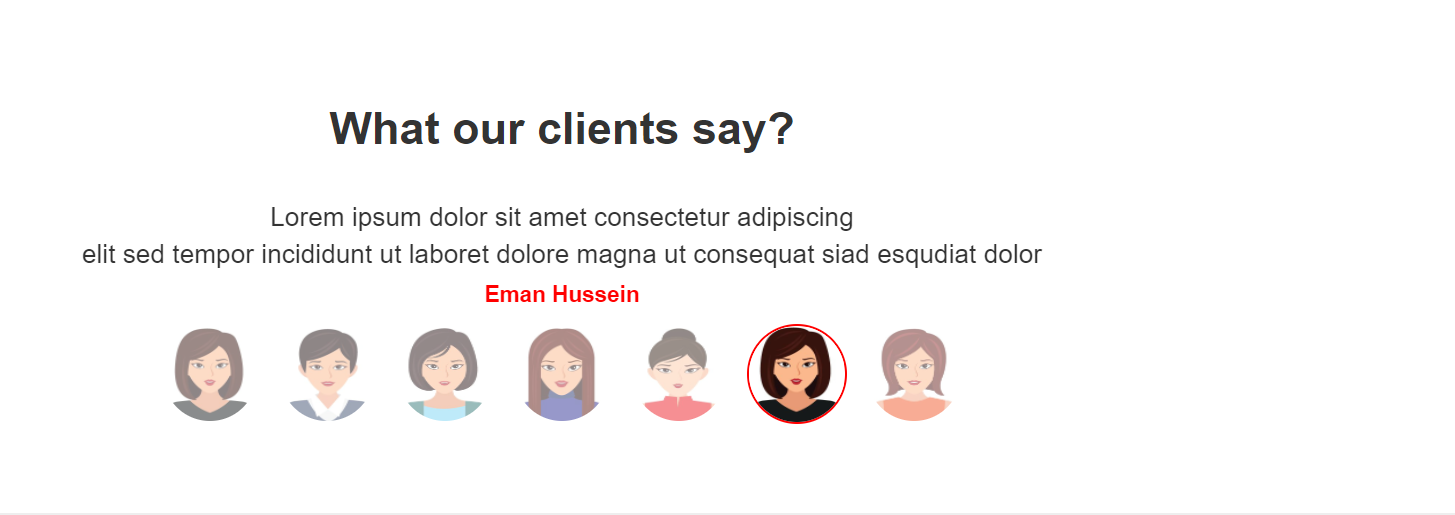 What our clients say?
Lorem ipsum dolor sit amet consectetur adipiscing
elit sed tempor incididunt ut laboret dolore magna ut consequat siad esqudiat dolor
Eman Hussein